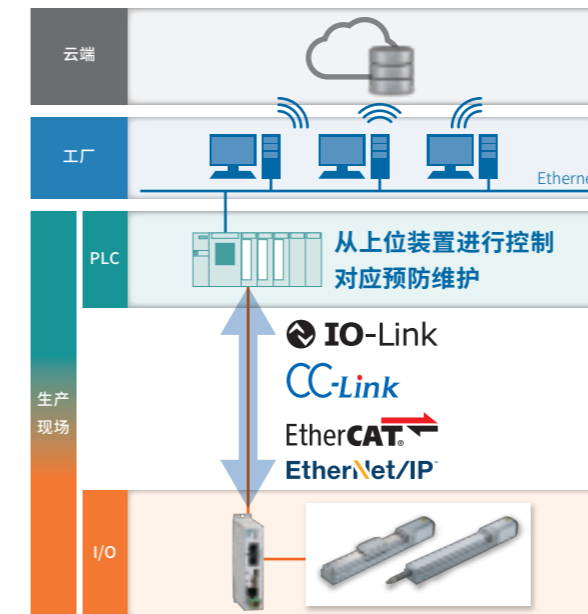 云端
工厂
Etherne
PLC
从上位装置进行控制
对应预防维护
IO-Link
CC-Link
生产
现场
EtherCAT.
EtherNet/IP
I/O